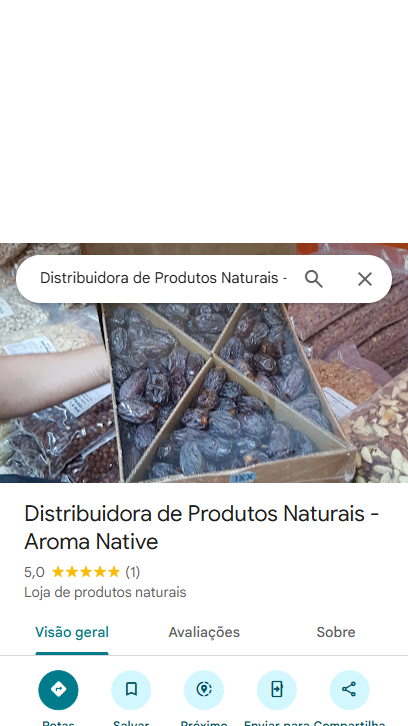 Distribuidora de Produtos Naturais -
IXX
Distribuidora de Produtos Naturais -
Aroma Native
5,0 ★★★★★ (1)
Loja de produtos naturais
Visão geral Avaliações Sobre
Rotas Salvar Próximo Enviar para Compartilha